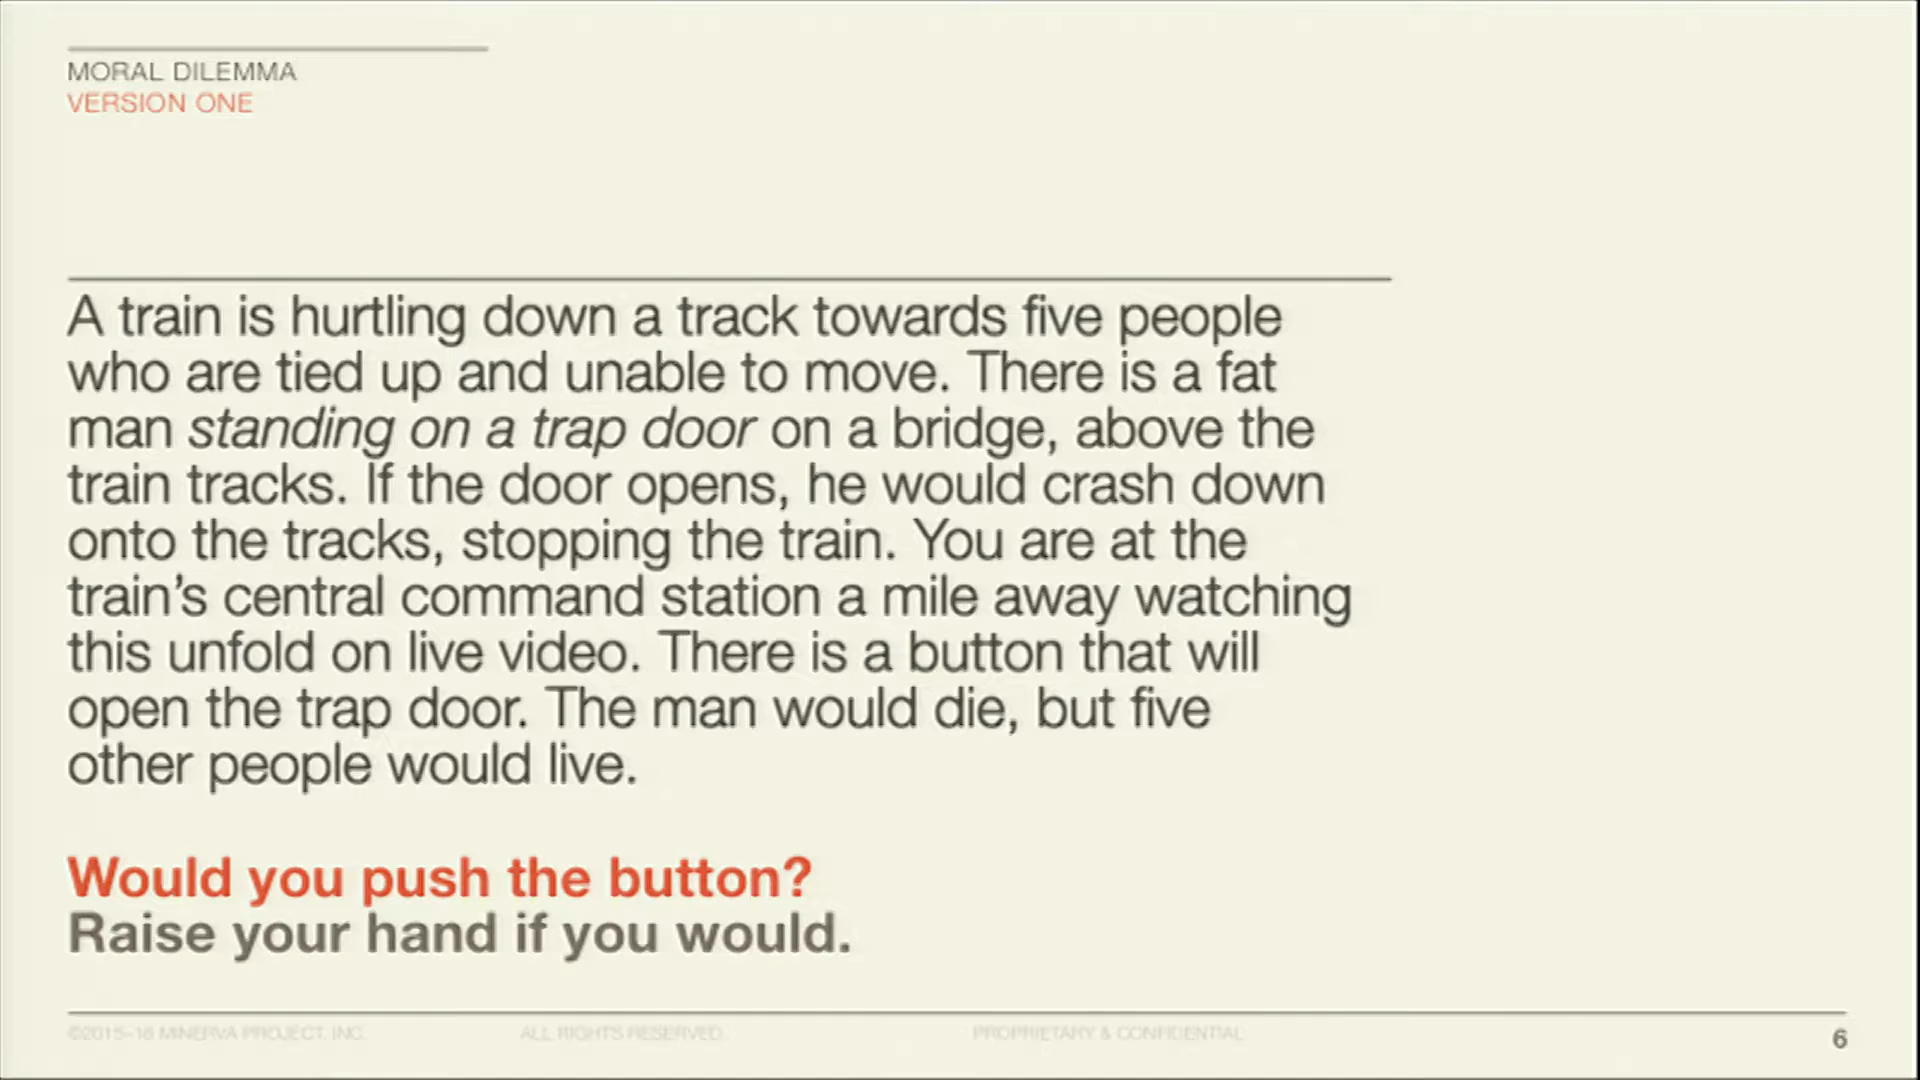 MORAL DILEMMA
VERSION ONE
A train is hurtling down a track towards five people
who are tied up and unable to move. There is a fat
man standing on a trap door on a bridge, above the
train tracks. If the door opens, he would crash down
onto the tracks, stopping the train. You are at the
train’s central command station a mile away watching
this unfold on live video. There is a button that will
open the trap door. The man would die, but five
other people would live.
Would you push the button?
Raise your hand if you would.
©2015–16 MINERVA PROJECT, INC. ALL RIGHTS RESERVED. PROPRIETARY & CONFIDENTIAL 6